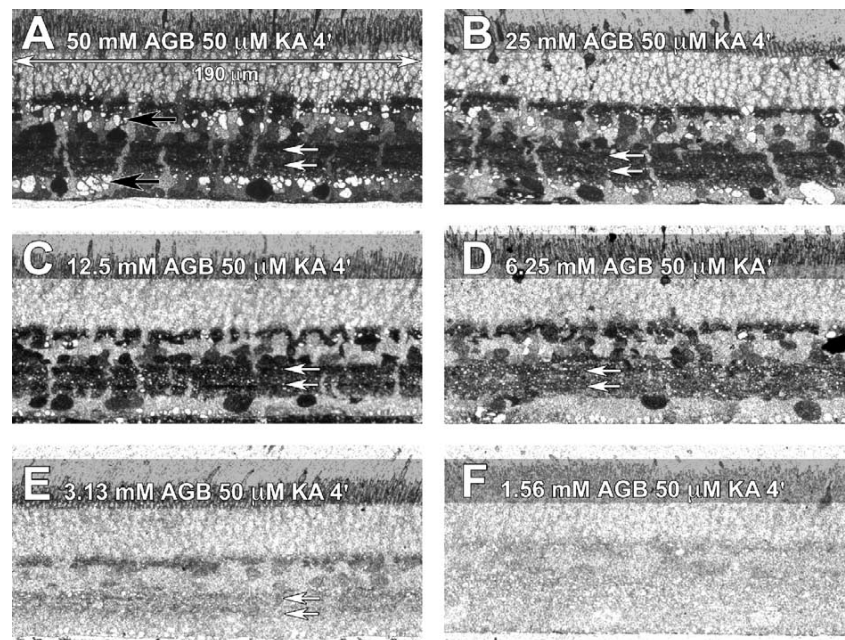 A 50 mM AGB 50 μM KA 4'
190 μm
B 25 mM AGB 50 μM KA 4'
C 12.5 mM AGB 50 μM KA 4'
D 6.25 mM AGB 50 μM KA'
E 3.13 mM AGB 50 μM KA 4'
F 1.56 mM AGB 50 μM KA 4'